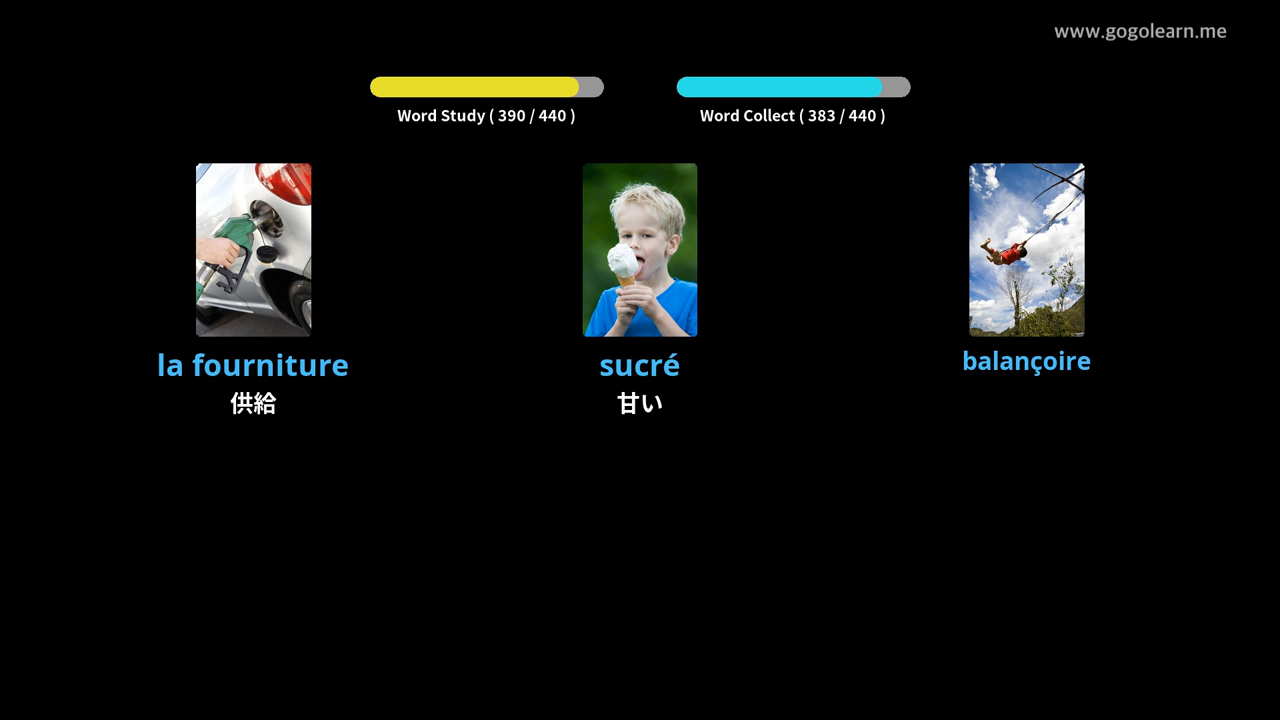 www.gogolearn.me
Word Study ( 390 / 440 )
Word Collect ( 383 / 440 )
la fourniture
供給
sucré
甘い
balançoire